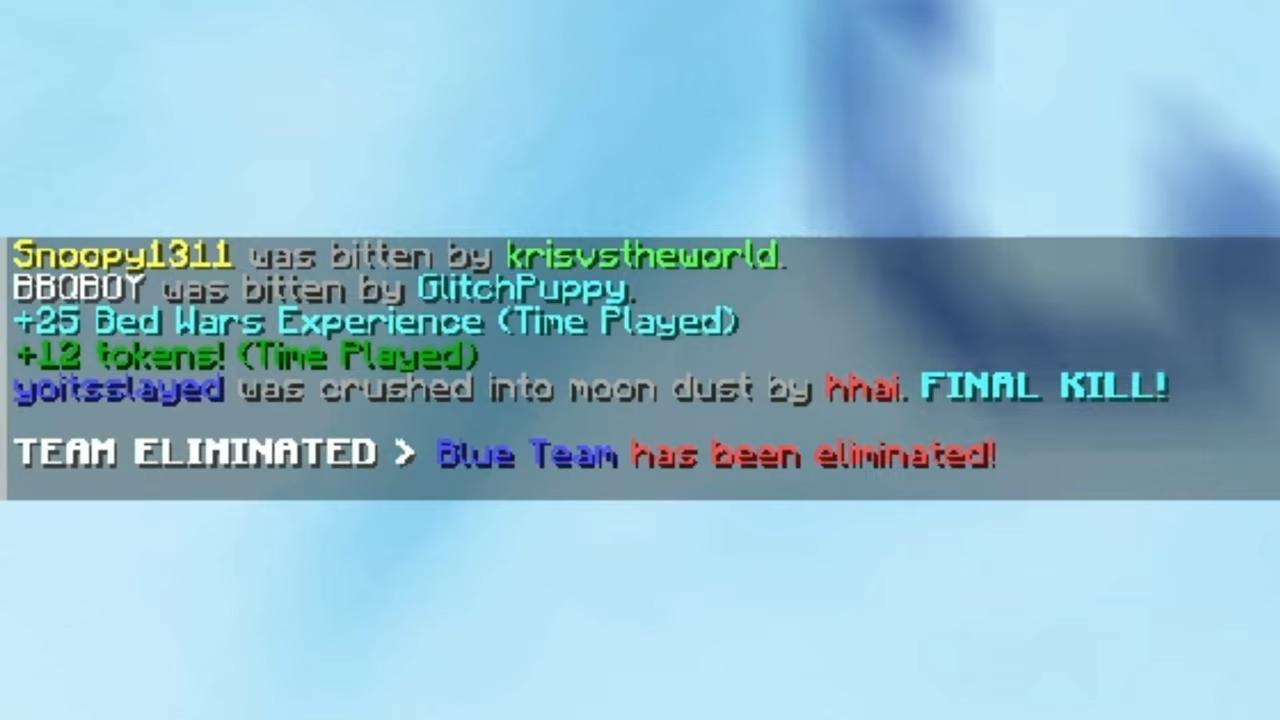 Snoopy1311 was bitten by krisvstheworld.
BBQBOY was bitten by GlitchPuppy.
+25 Bed Wars Experience (Time Played)
+12 tokens! (Time Played)
yoitsslayed was crushed into moon dust by hhai. FINAL KILL!
TEAM ELIMINATED > Blue Team has been eliminated!